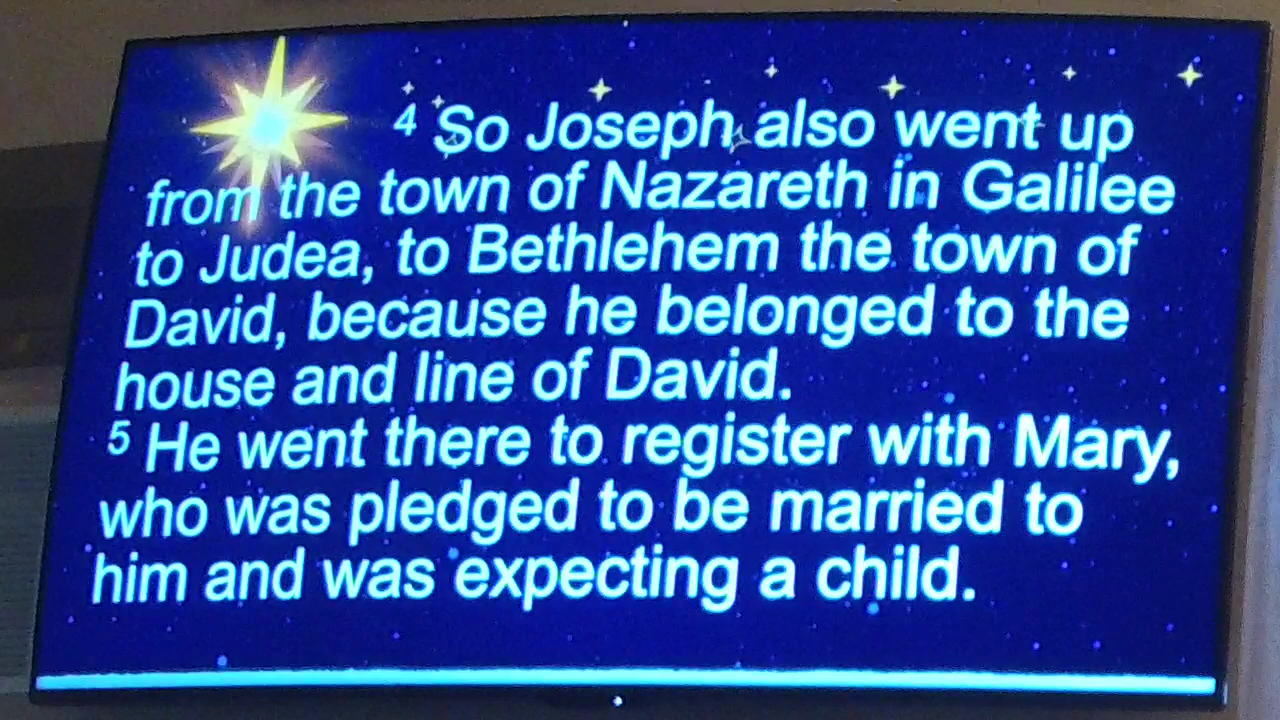 4 So Joseph also went up
from the town of Nazareth in Galilee
to Judea, to Bethlehem the town of
David, because he belonged to the
house and line of David.
5 He went there to register with Mary,
who was pledged to be married to
him and was expecting a child.